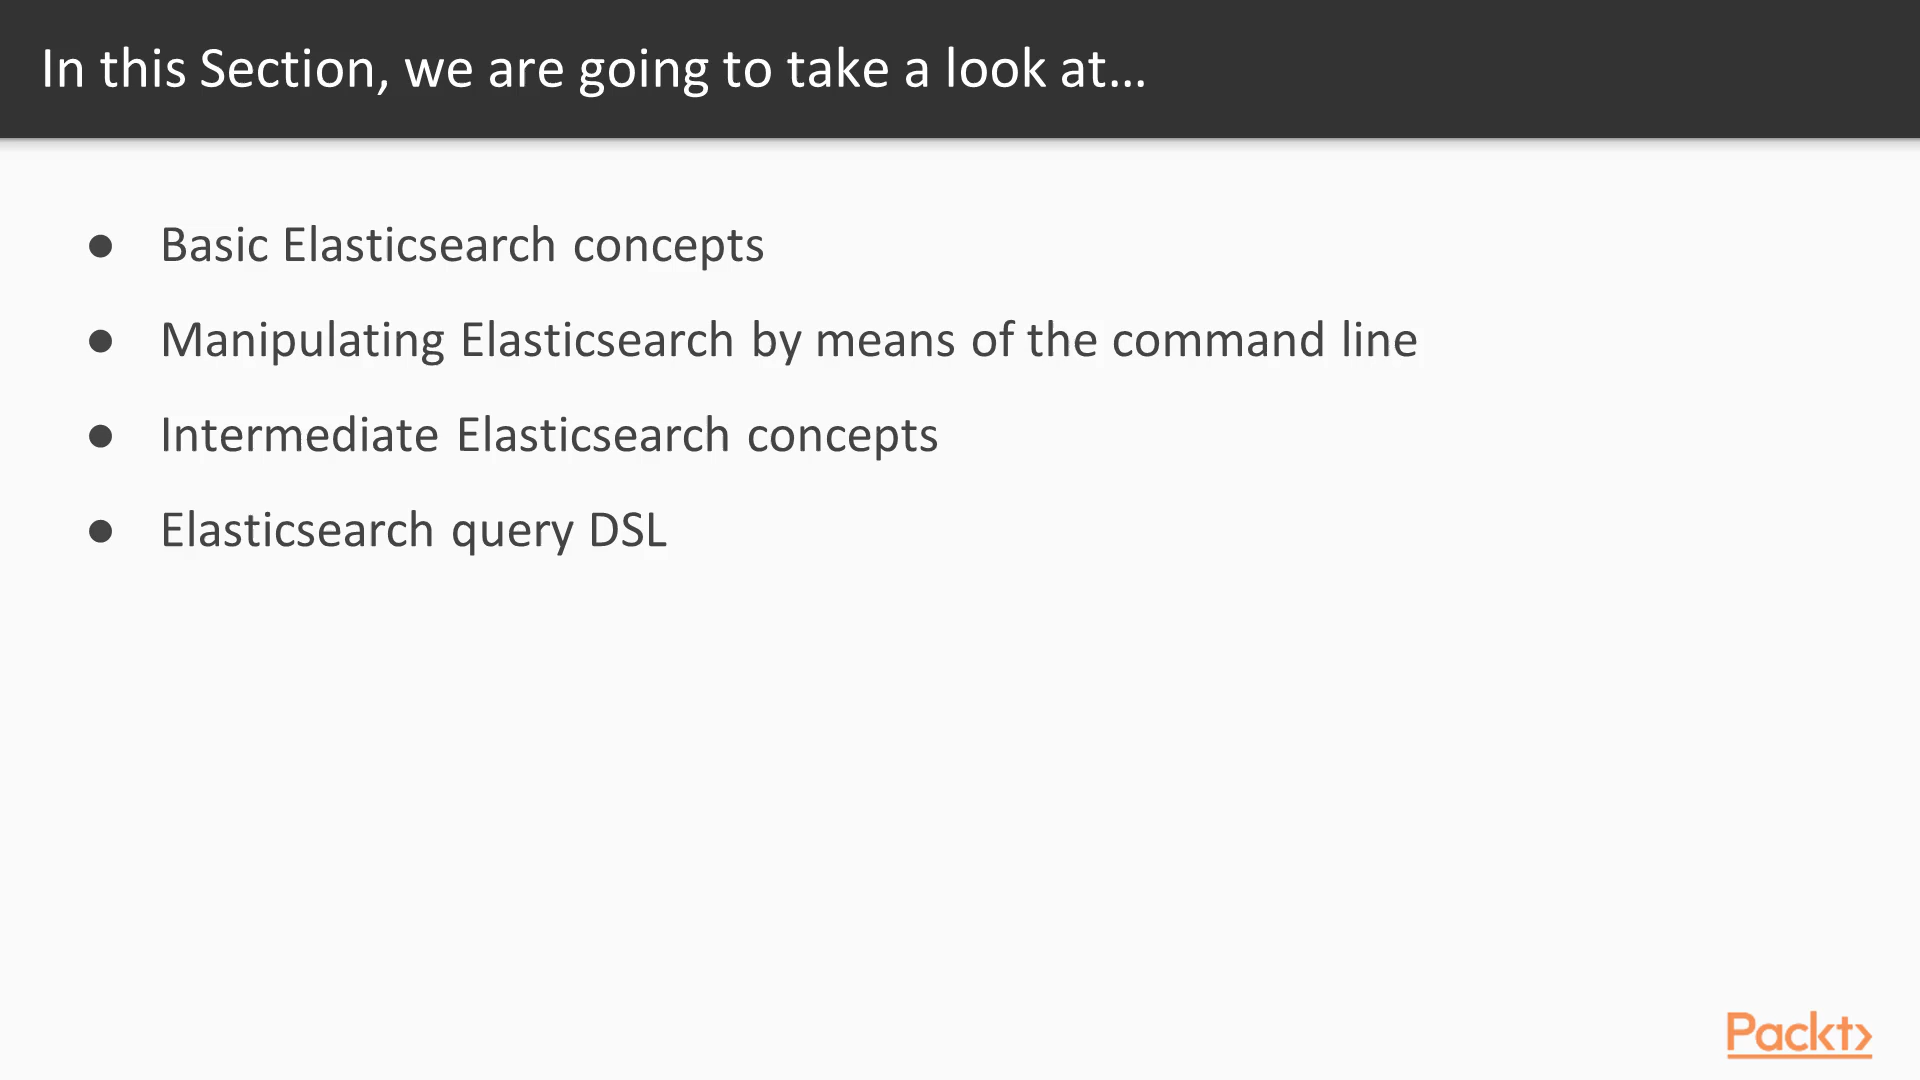 In this Section, we are going to take a look at...
● Basic Elasticsearch concepts
● Manipulating Elasticsearch by means of the command line
● Intermediate Elasticsearch concepts
● Elasticsearch query DSL
Packt>